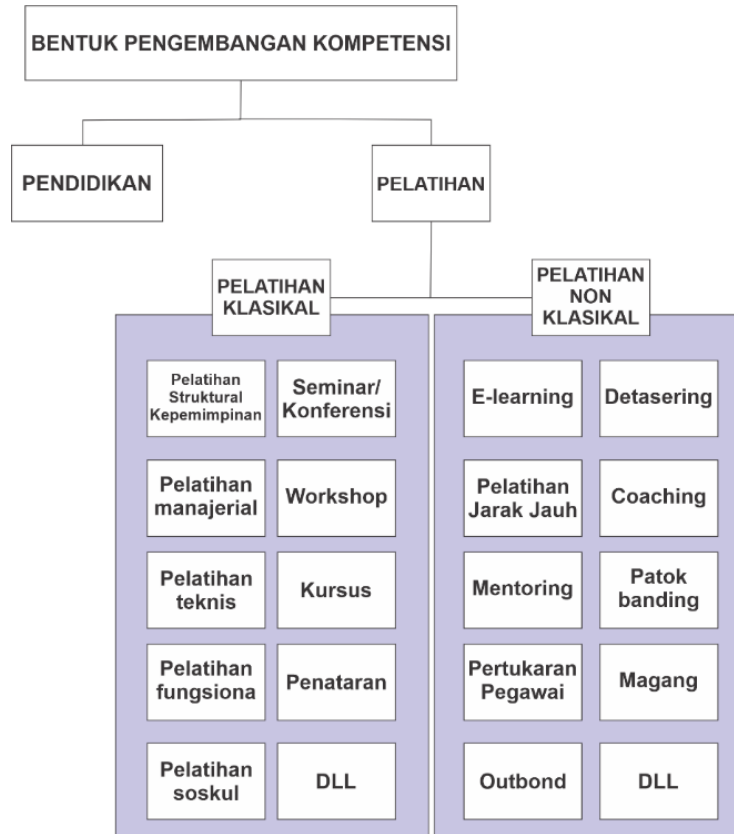 BENTUK PENGEMBANGAN KOMPETENSI
PENDIDIKAN
PELATIHAN
PELATIHAN
KLASIKAL
Pelatihan
Struktural
Kepemimpinan
Seminar/
Konferensi
Pelatihan
manajerial
Workshop
Pelatihan
teknis
Kursus
Pelatihan
fungsiona
Penataran
Pelatihan
soskul
DLL
PELATIHAN
NON
KLASIKAL
E-learning
Detasering
Pelatihan
Jarak Jauh
Coaching
Mentoring
Patok
banding
Pertukaran
Pegawai
Magang
Outbond
DLL